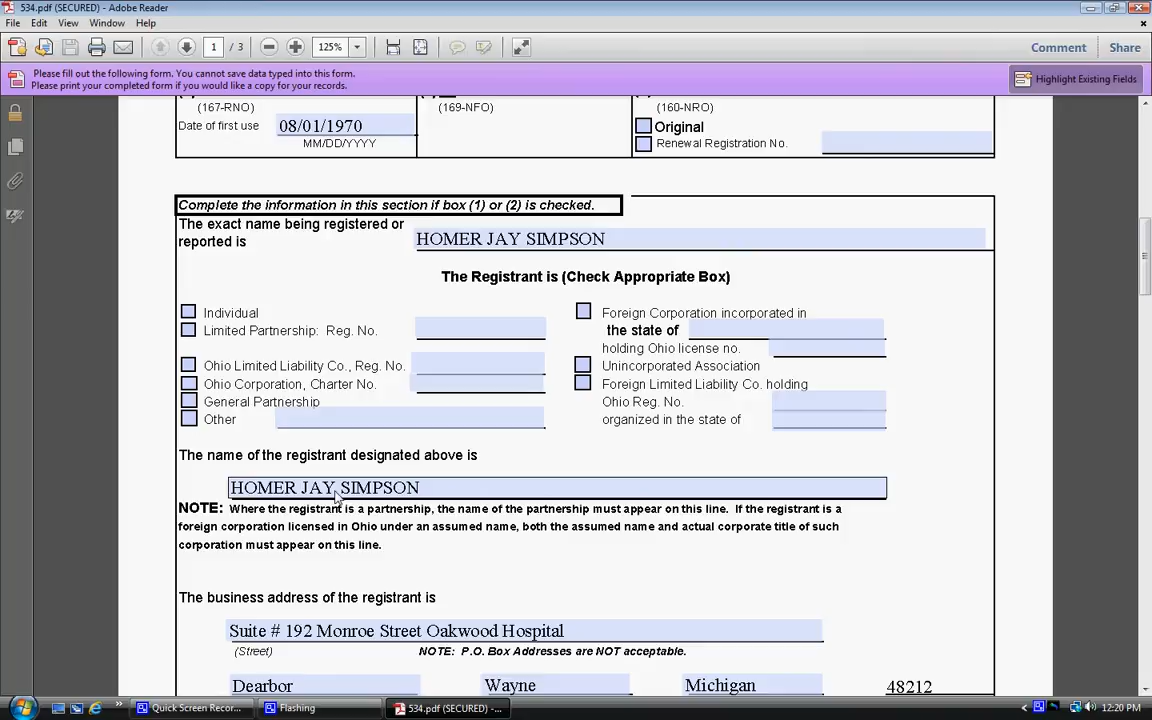 534.pdf (SECURED) - Adobe Reader
File Edit View Window Help
1 / 3 125% Comment Share
Please fill out the following form. You cannot save data typed into this form.
Please print your completed form if you would like a copy for your records.
Highlight Existing Fields
(167-RNO) (169-NFO) (160-NRO)
Date of first use 08/01/1970 Original
MM/DD/YYYY Renewal Registration No.
Complete the information in this section if box (1) or (2) is checked.
The exact name being registered or
reported is HOMER JAY SIMPSON
The Registrant is (Check Appropriate Box)
Individual Foreign Corporation incorporated in
Limited Partnership: Reg. No. the state of
holding Ohio license no.
Ohio Limited Liability Co., Reg. No. Unincorporated Association
Ohio Corporation, Charter No. Foreign Limited Liability Co. holding
General Partnership Ohio Reg. No.
Other organized in the state of
The name of the registrant designated above is
HOMER JAY SIMPSON
NOTE: Where the registrant is a partnership, the name of the partnership must appear on this line. If the registrant is a
foreign corporation licensed in Ohio under an assumed name, both the assumed name and actual corporate title of such
corporation must appear on this line.
The business address of the registrant is
Suite # 192 Monroe Street Oakwood Hospital
(Street) NOTE: P.O. Box Addresses are NOT acceptable.
Dearbor Wayne Michigan 48212
Quick Screen Recor... Flashing 534.pdf (SECURED) -... 12:20 PM